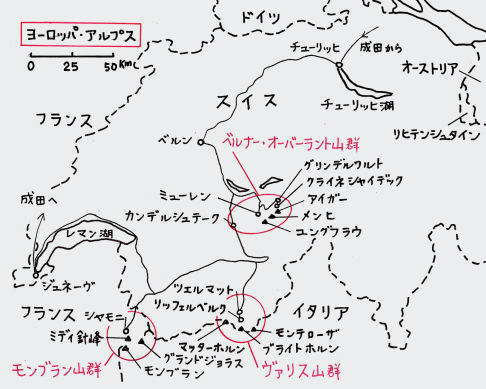 ヨーロッパ・アルプス
0 25 50 Km
ドイツ
チューリッヒ
成田から
オーストリア
スイス
チューリッヒ湖
フランス
リヒテンシュタイン
ベルン
ベルナー・オーバーラント山群
グリンデルワルト
クライネシャイデック
ミューレン
アイガー
成田へ
カンデルシュテーク
メンヒ
ユングフラウ
レマン湖
ジュネーヴ
ツェルマット
フランス
シャモニ
リッフェルベルク
イタリア
ミディ針峰
モンテローザ
マッターホルン
ブライトホルン
グランドジョラス
モンブラン山群
モンブラン
ヴァリス山群